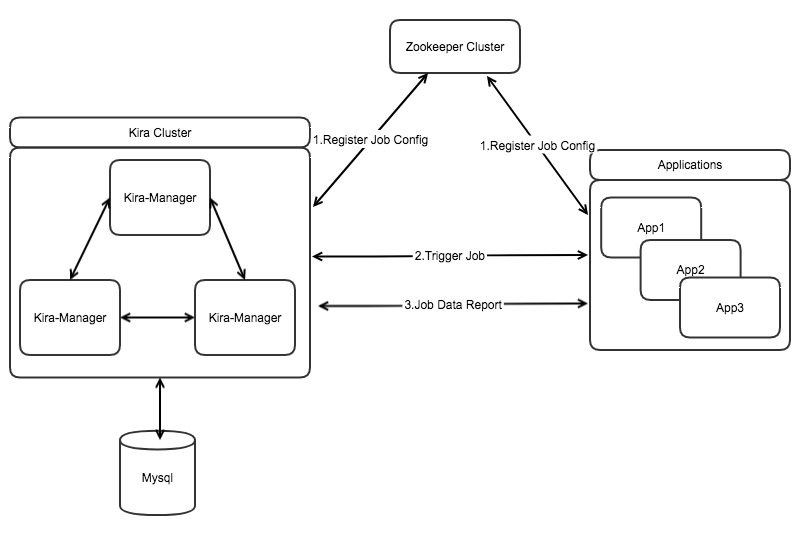 Zookeeper Cluster
Kira Cluster
1.Register Job Config
1.Register Job Config
Applications
Kira-Manager
App1
2.Trigger Job
App2
3.Job Data Report
App3
Kira-Manager
Kira-Manager
Mysql